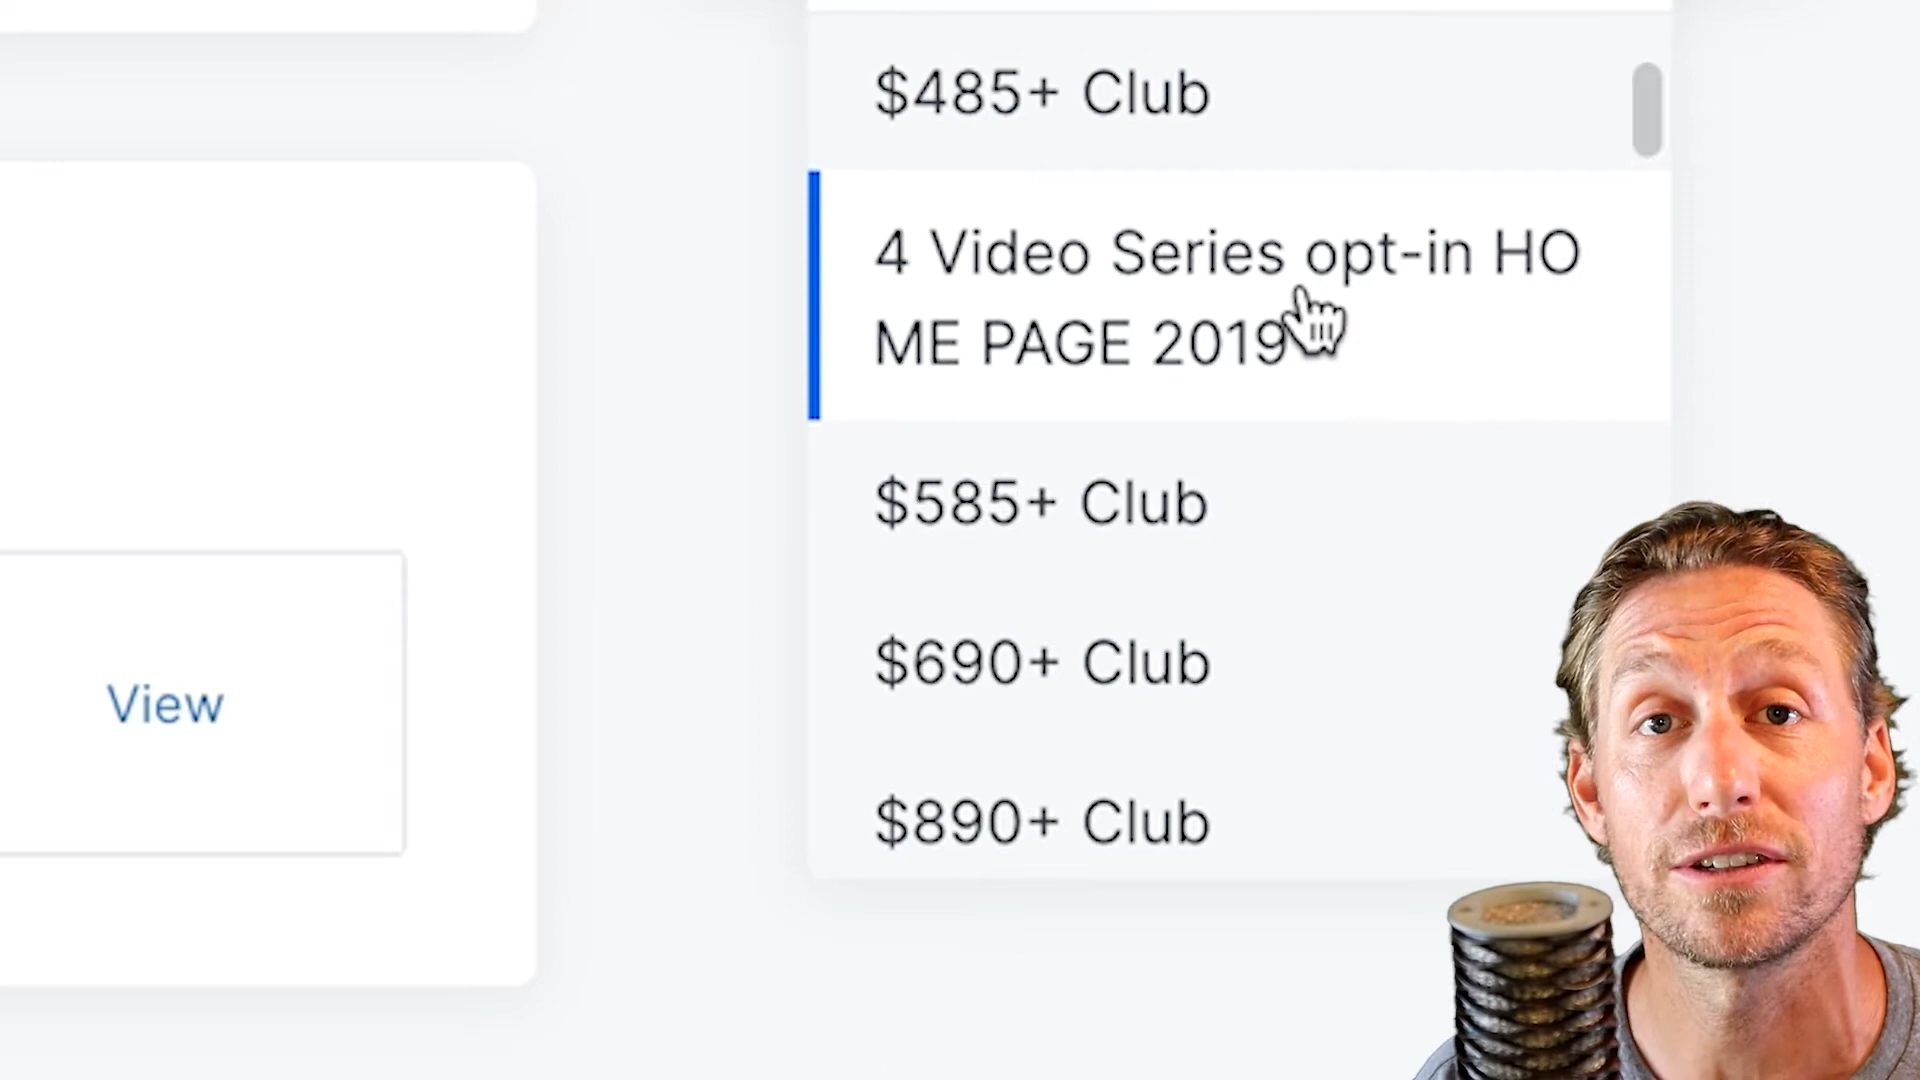 $485+ Club
4 Video Series opt-in HO
ME PAGE 2019
$585+ Club
$690+ Club
View
$890+ Club